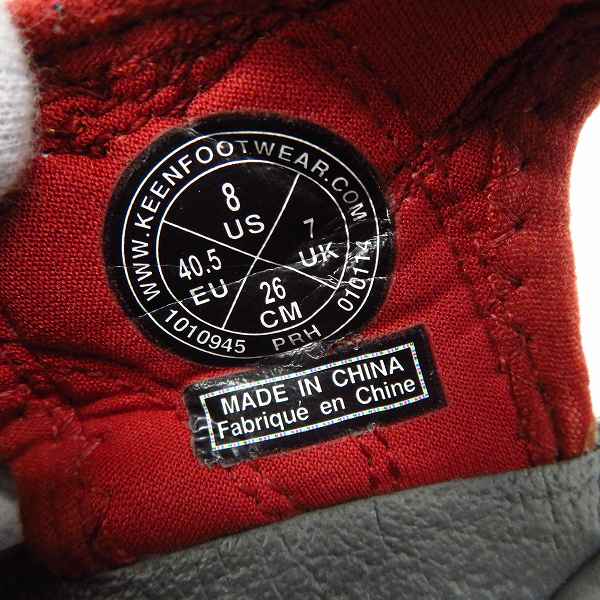 WWW.KEENFOOTWEAR.COM
8
US
7
UK
40.5
EU
26
CM
1010945 PRH 010114
MADE IN CHINA
Fabriqué en Chine